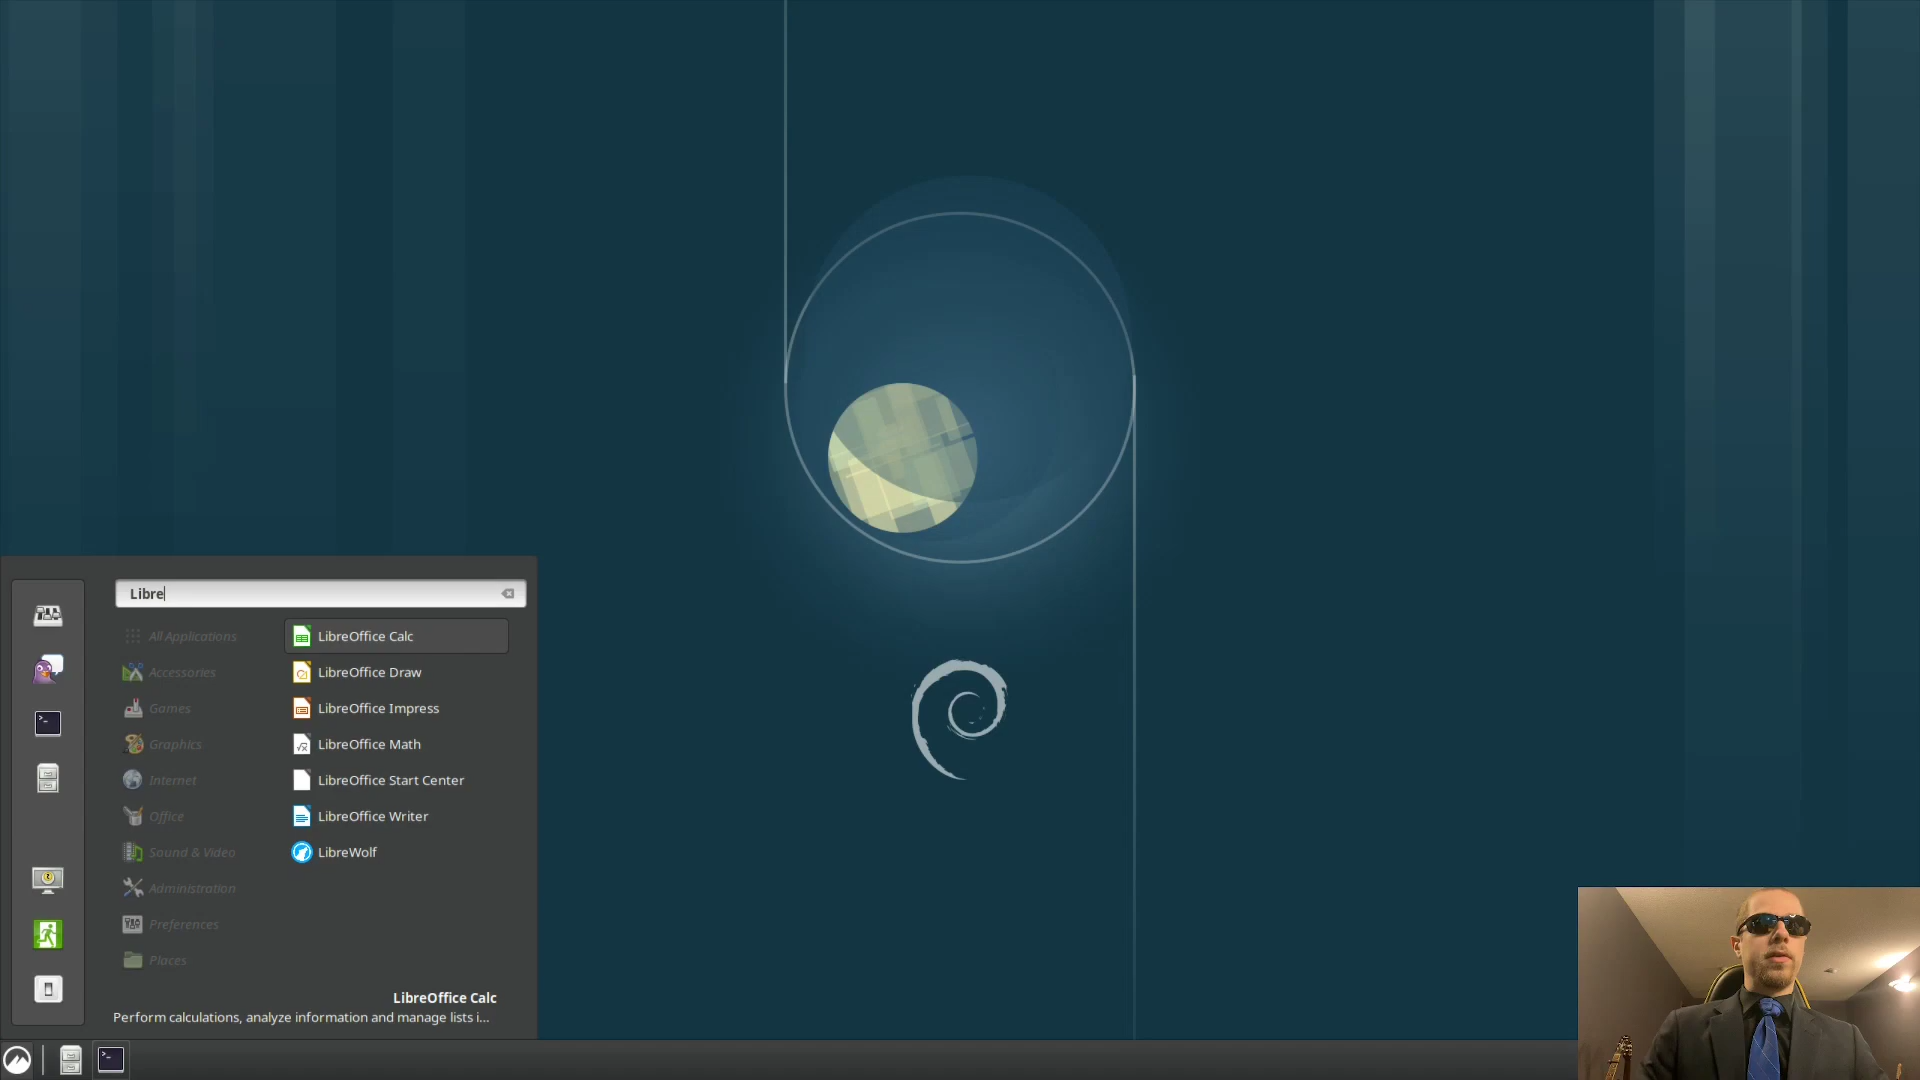 Libre
All Applications
Accessories
Games
Graphics
Internet
Office
Sound & Video
Administration
Preferences
Places
LibreOffice Calc
LibreOffice Draw
LibreOffice Impress
LibreOffice Math
LibreOffice Start Center
LibreOffice Writer
LibreWolf
LibreOffice Calc
Perform calculations, analyze information and manage lists i...